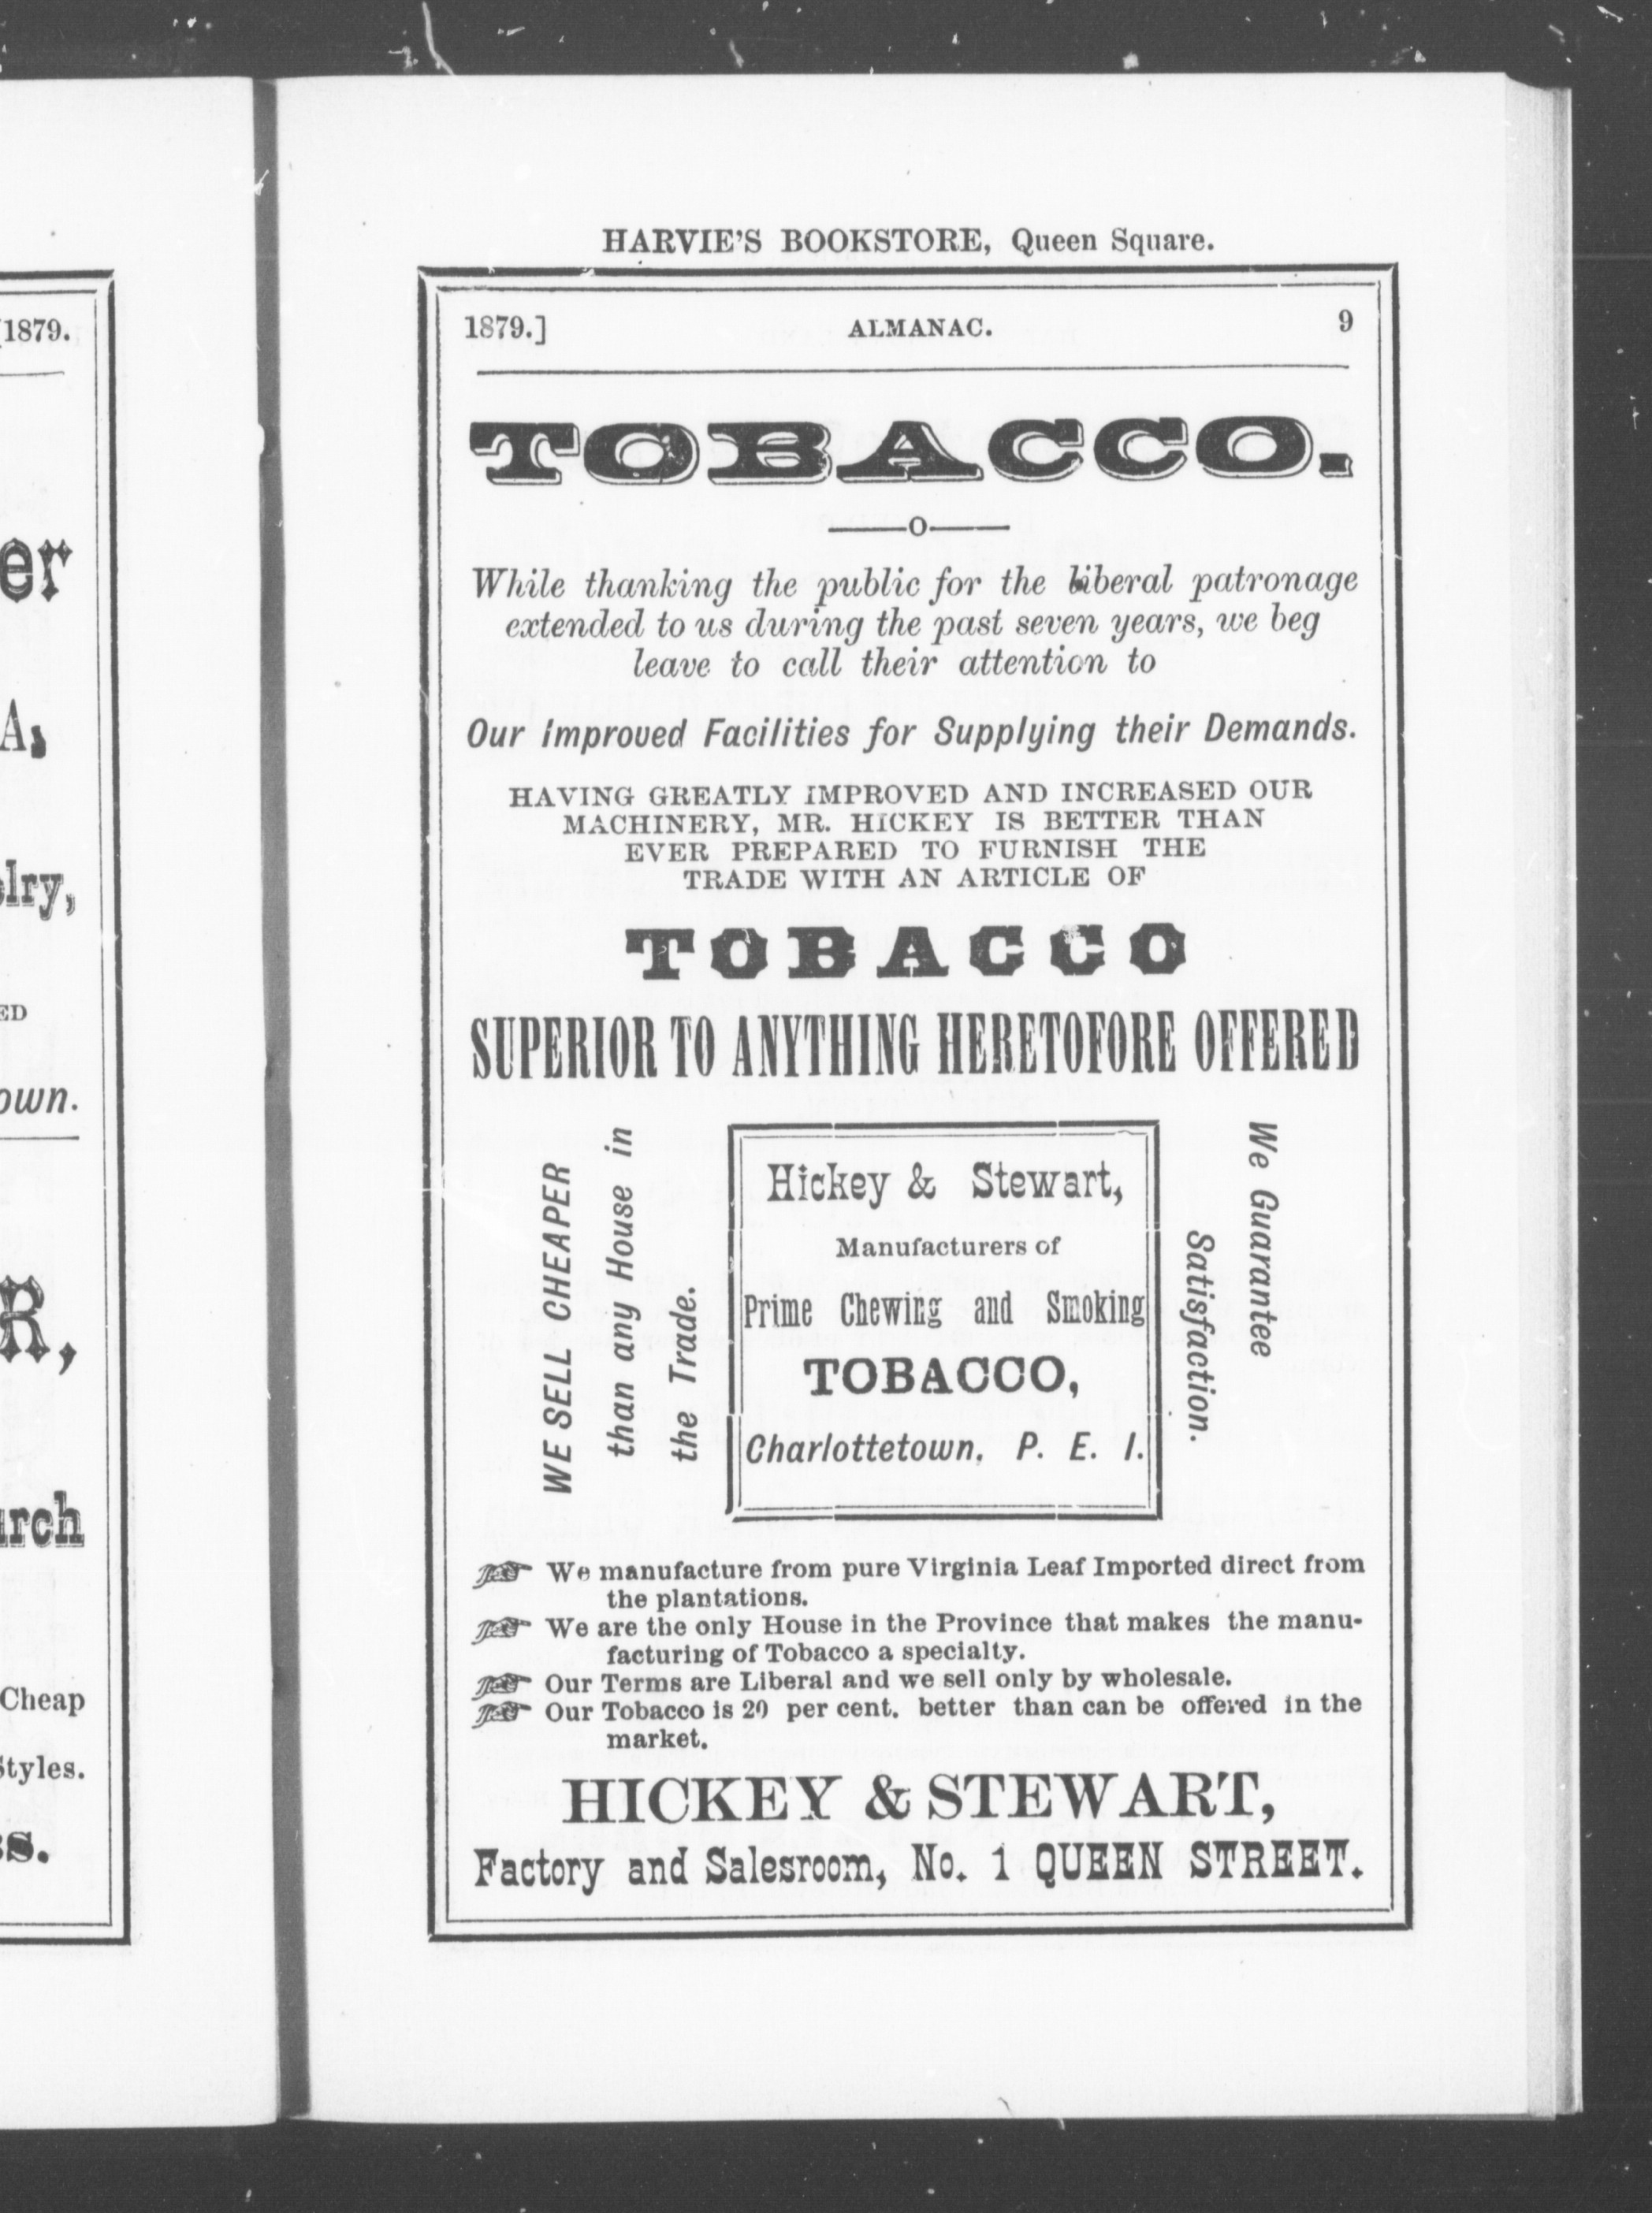 [1879.
er
lry,
ED
own.
R,
rch
Cheap
Styles.
s.
HARVIE'S BOOKSTORE, Queen Square.
1879.] ALMANAC. 9
TOBACCO.
While thanking the public for the liberal patronage
extended to us during the past seven years, we beg
leave to call their attention to
Our Improved Facilities for Supplying their Demands.
HAVING GREATLY IMPROVED AND INCREASED OUR
MACHINERY, MR. HICKEY IS BETTER THAN
EVER PREPARED TO FURNISH THE
TRADE WITH AN ARTICLE OF
TOBACCO
SUPERIOR TO ANYTHING HERETOFORE OFFERED
WE SELL CHEAPER
than any House in
the Trade.
Hickey & Stewart,
Manufacturers of
Prime Chewing and Smoking
TOBACCO,
Charlottetown, P. E. I.
We Guarantee
Satisfaction.
We manufacture from pure Virginia Leaf Imported direct from
the plantations.
We are the only House in the Province that makes the manu-
facturing of Tobacco a specialty.
Our Terms are Liberal and we sell only by wholesale.
Our Tobacco is 20 per cent. better than can be offered in the
market.
HICKEY & STEWART,
Factory and Salesroom, No. 1 QUEEN STREET.